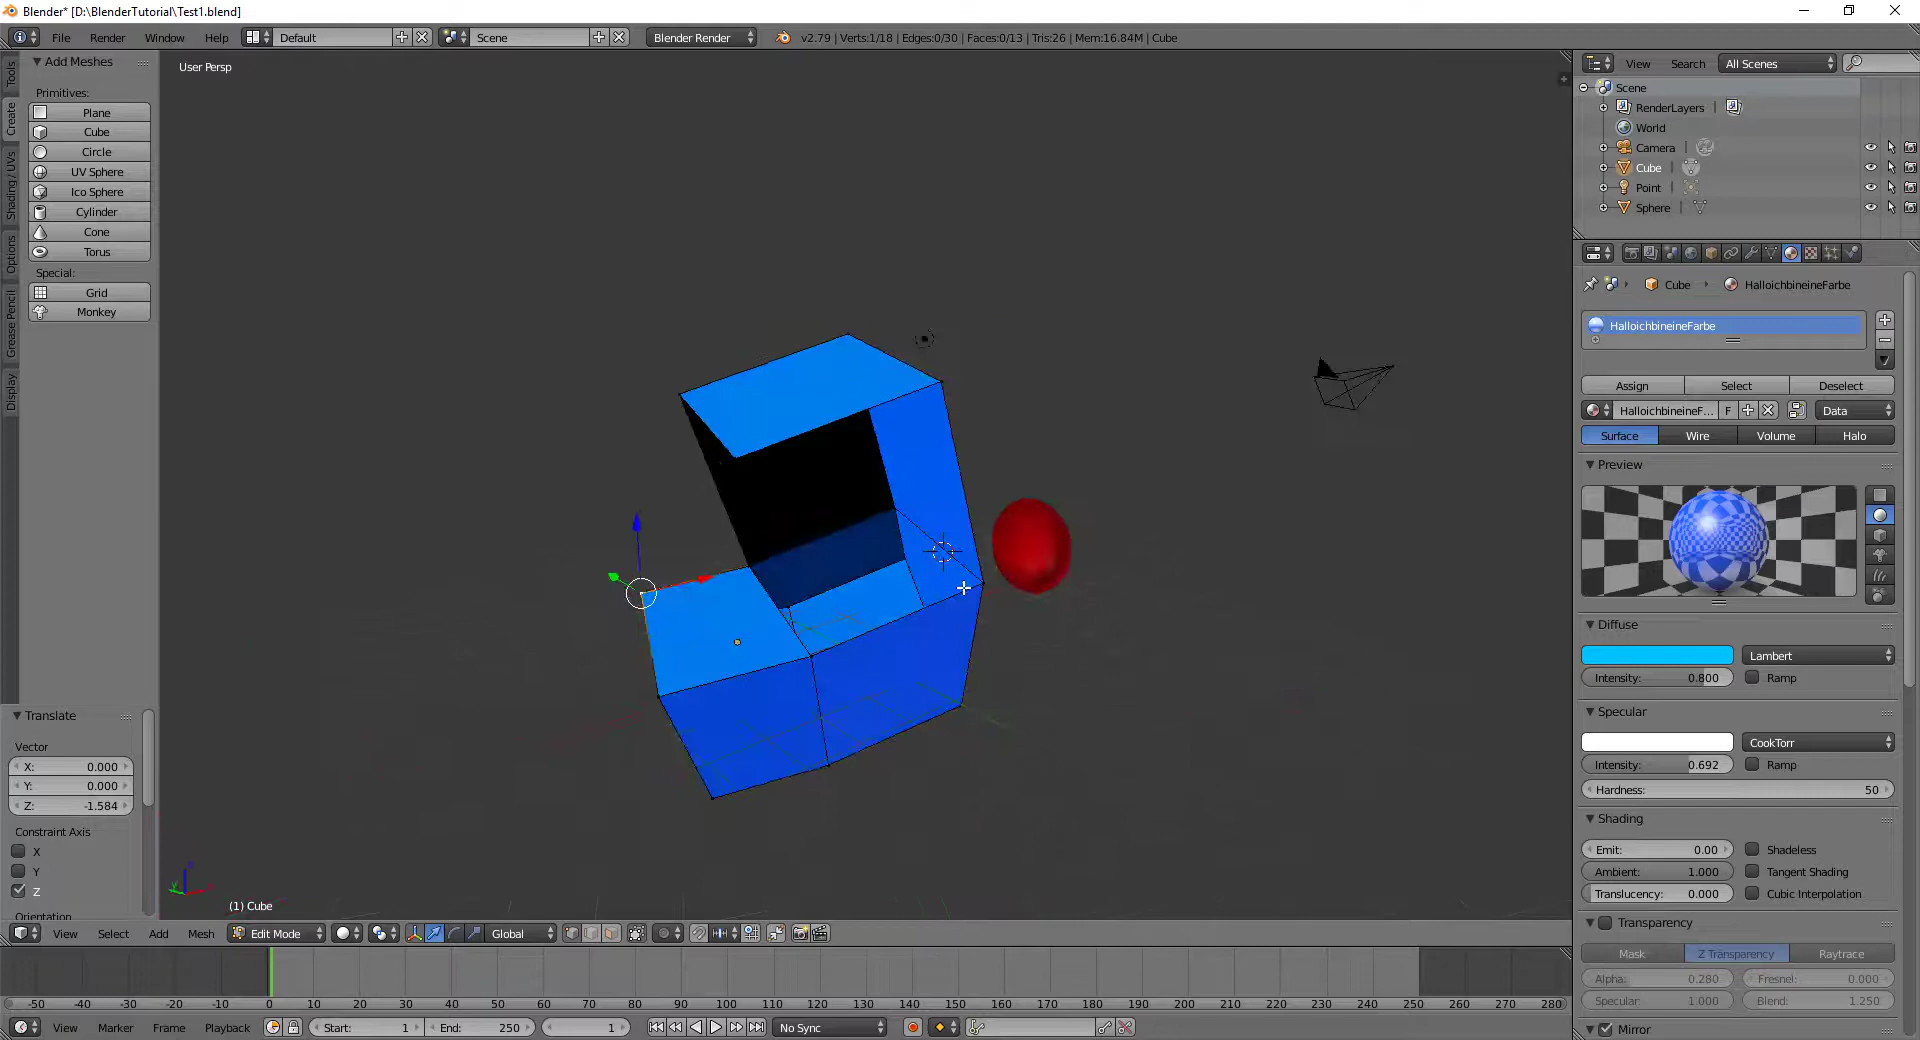 Blender* [D:\BlenderTutorial\Test1.blend]
File Render Window Help Default Scene Blender Render v2.79 | Verts:1/18 | Edges:0/30 | Faces:0/13 | Tris:26 | Mem:16.84M | Cube
Tools
Create
Shading / UVs
Options
Grease Pencil
Display
Add Meshes
Primitives:
Plane
Cube
Circle
UV Sphere
Ico Sphere
Cylinder
Cone
Torus
Special:
Grid
Monkey
Translate
Vector
X: 0.000
Y: 0.000
Z: -1.584
Constraint Axis
X
Y
Z
Orientation
User Persp
(1) Cube
View Select Add Mesh Edit Mode Global
-50 -40 -30 -20 -10 0 10 20 30 40 50 60 70 80 90 100 110 120 130 140 150 160 170 180 190 200 210 220 230 240 250 260 270 280
View Marker Frame Playback Start: 1 End: 250 1 No Sync
View Search All Scenes
Scene
RenderLayers |
World
Camera |
Cube |
Point |
Sphere |
Cube HalloichbineineFarbe
HalloichbineineFarbe
Assign Select Deselect
HalloichbineineF... F Data
Surface Wire Volume Halo
Preview
Diffuse
Lambert
Intensity: 0.800 Ramp
Specular
CookTorr
Intensity: 0.692 Ramp
Hardness: 50
Shading
Emit: 0.00 Shadeless
Ambient: 1.000 Tangent Shading
Translucency: 0.000 Cubic Interpolation
Transparency
Mask Z Transparency Raytrace
Alpha: 0.280 Fresnel: 0.000
Specular: 1.000 Blend: 1.250
Mirror